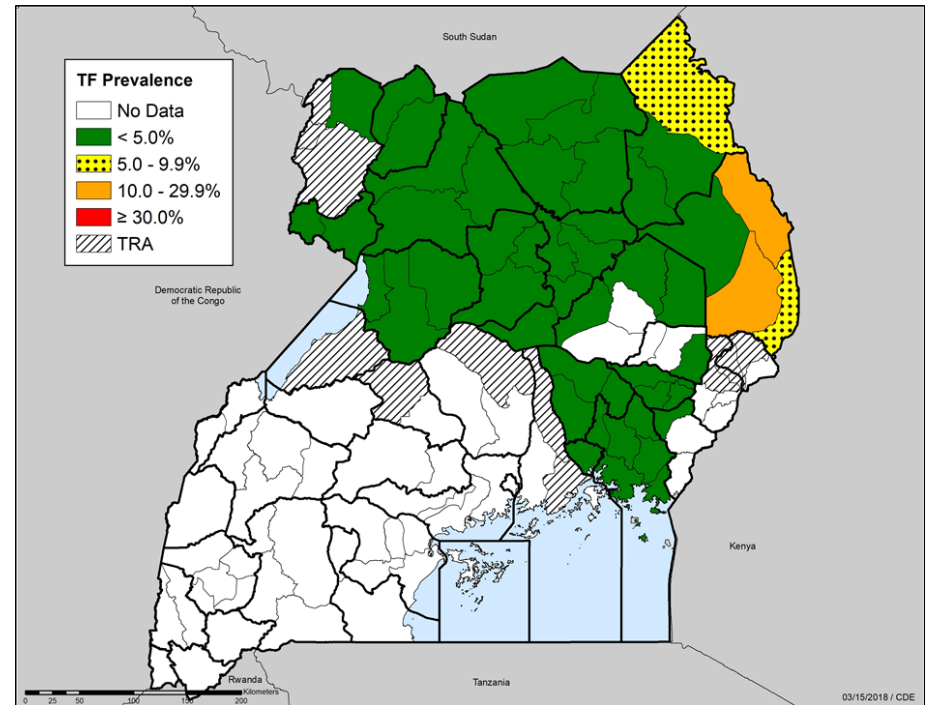 South Sudan
TF Prevalence
No Data
< 5.0%
5.0 - 9.9%
10.0 - 29.9%
≥ 30.0%
TRA
Democratic Republic
of the Congo
Kenya
Rwanda
Tanzania
Kilometers
0 25 50 100 150 200
03/15/2018 / CDE